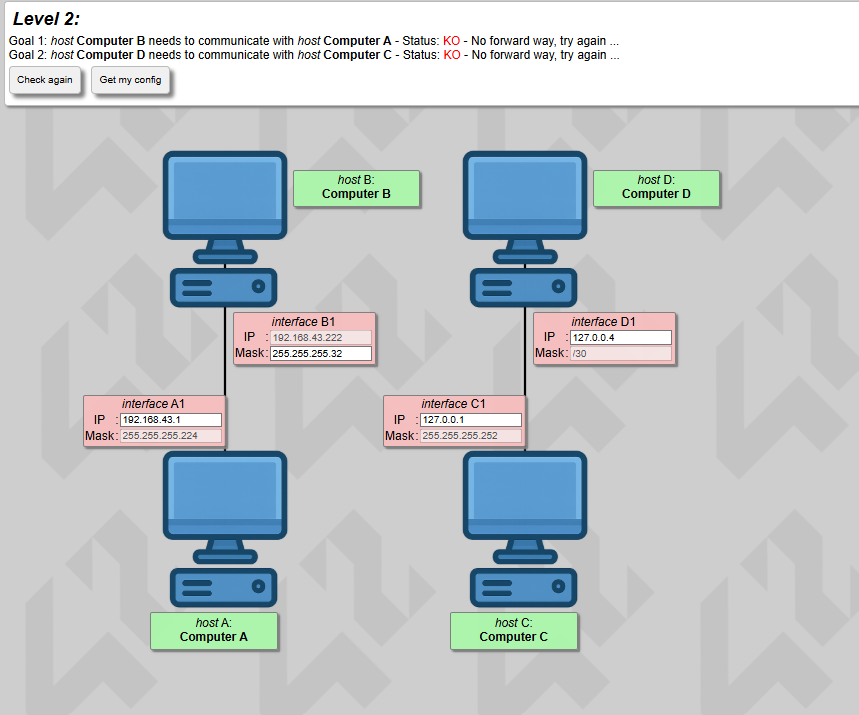 Level 2:
Goal 1: host Computer B needs to communicate with host Computer A - Status: KO - No forward way, try again ...
Goal 2: host Computer D needs to communicate with host Computer C - Status: KO - No forward way, try again ...
Check again Get my config
host B:
Computer B
host D:
Computer D
interface B1
IP : 192.168.43.222
Mask: 255.255.255.32
interface D1
IP : 127.0.0.4
Mask: /30
interface A1
IP : 192.168.43.1
Mask: 255.255.255.224
interface C1
IP : 127.0.0.1
Mask: 255.255.255.252
host A:
Computer A
host C:
Computer C